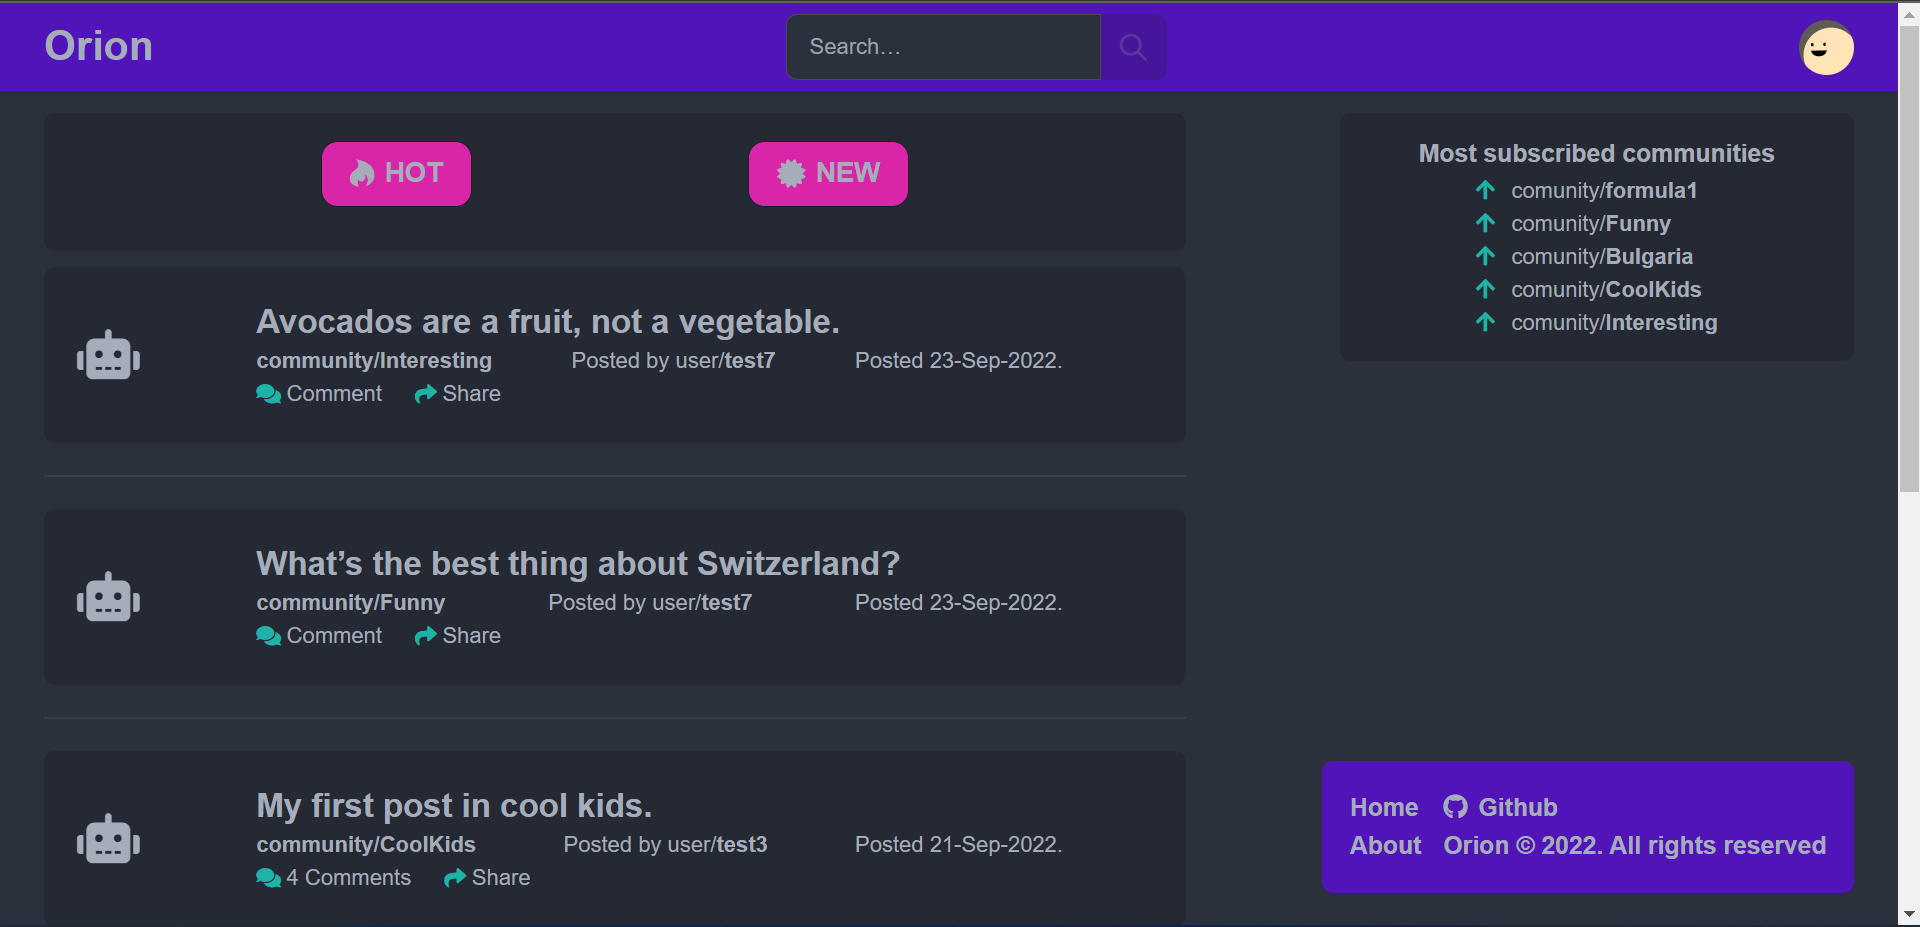 Orion
Search…
HOT
NEW
Avocados are a fruit, not a vegetable.
community/Interesting Posted by user/test7 Posted 23-Sep-2022.
Comment Share
What’s the best thing about Switzerland?
community/Funny Posted by user/test7 Posted 23-Sep-2022.
Comment Share
My first post in cool kids.
community/CoolKids Posted by user/test3 Posted 21-Sep-2022.
4 Comments Share
Most subscribed communities
comunity/formula1
comunity/Funny
comunity/Bulgaria
comunity/CoolKids
comunity/Interesting
Home Github
About Orion © 2022. All rights reserved